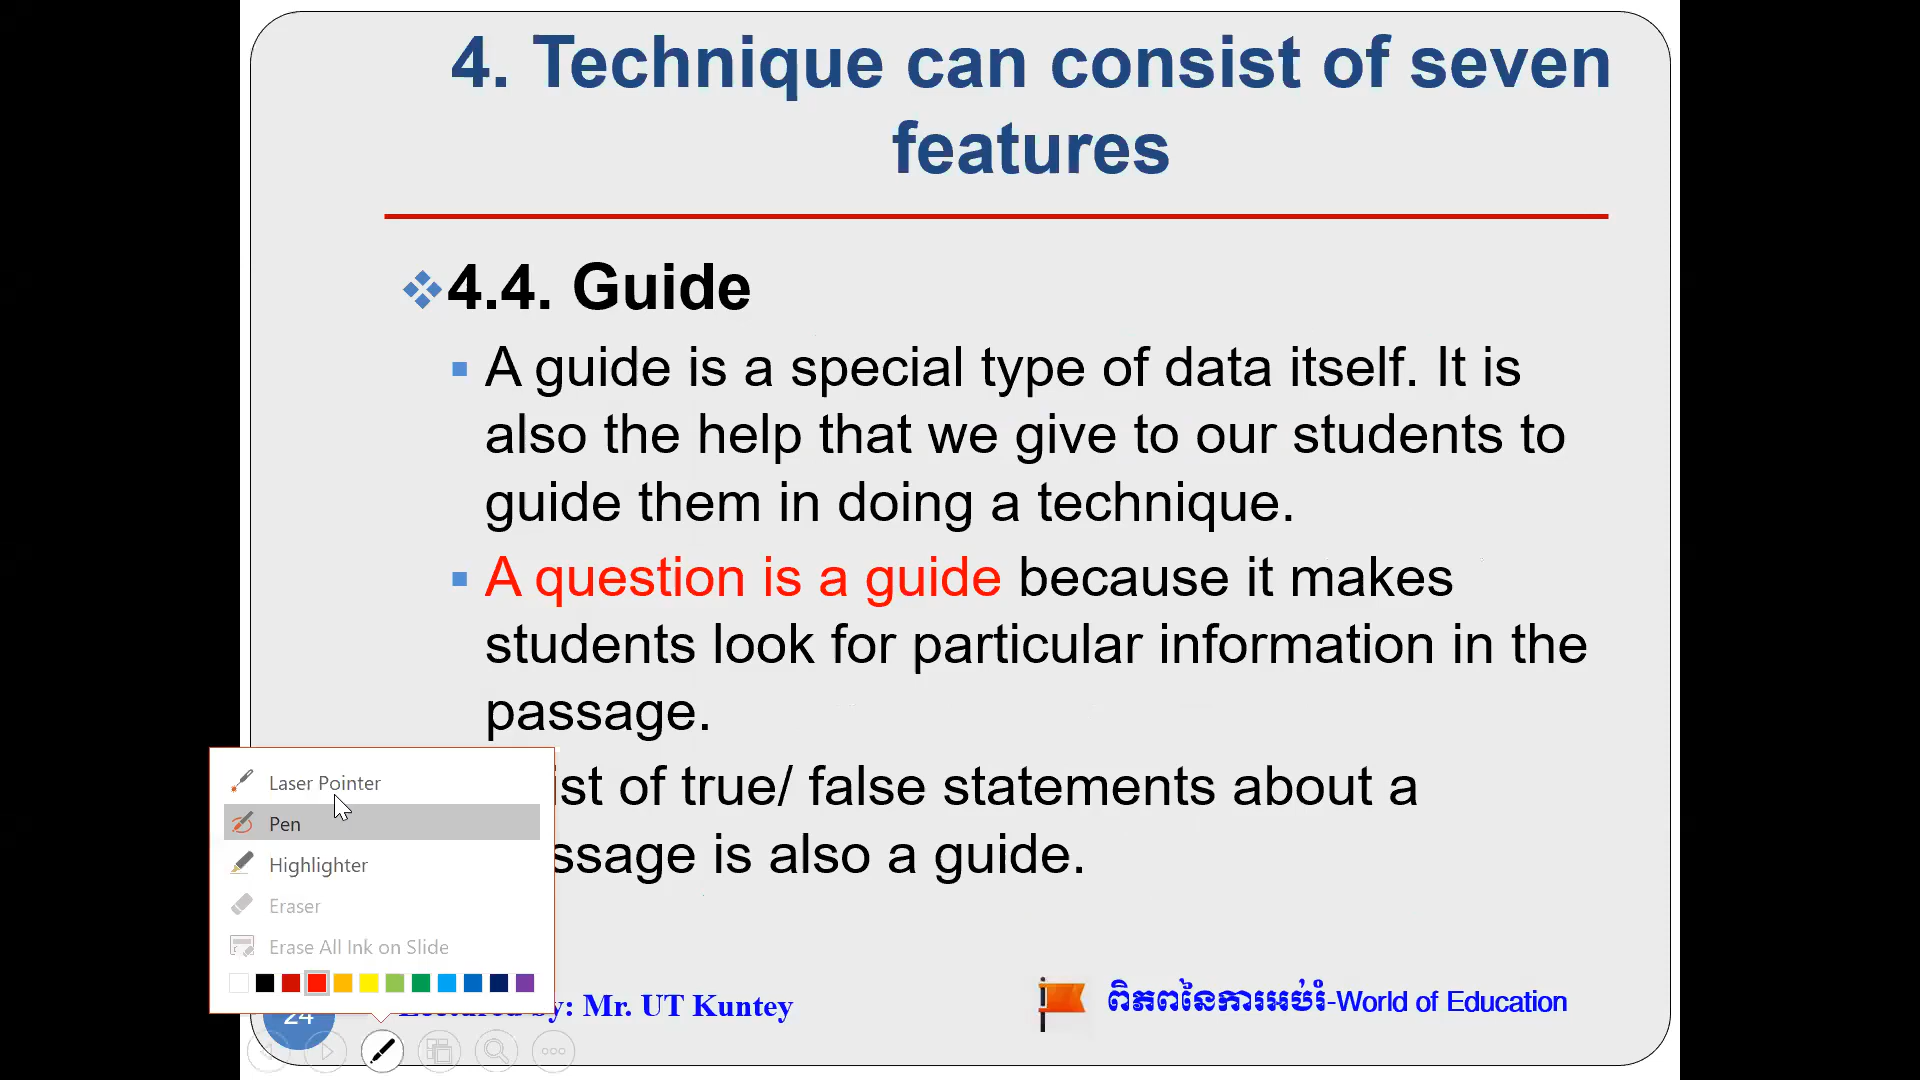 4. Technique can consist of seven
features
4.4. Guide
A guide is a special type of data itself. It is
also the help that we give to our students to
guide them in doing a technique.
A question is a guide because it makes
students look for particular information in the
passage.
ist of true/ false statements about a
ssage is also a guide.
Laser Pointer
Pen
Highlighter
Eraser
Erase All Ink on Slide
24
by: Mr. UT Kuntey
ពិភពនៃការអប់រំ-World of Education